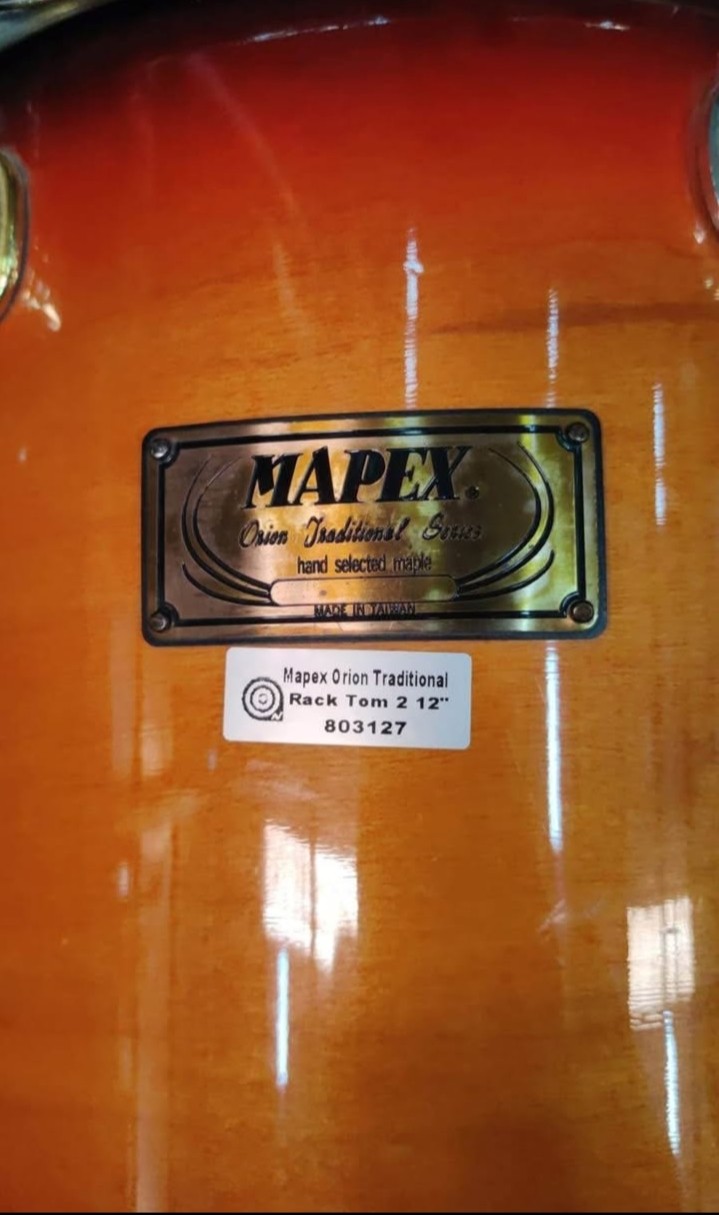 MAPEX®
Orion Traditional Series
hand selected maple
MADE IN TAIWAN
Mapex Orion Traditional
Rack Tom 2 12"
803127